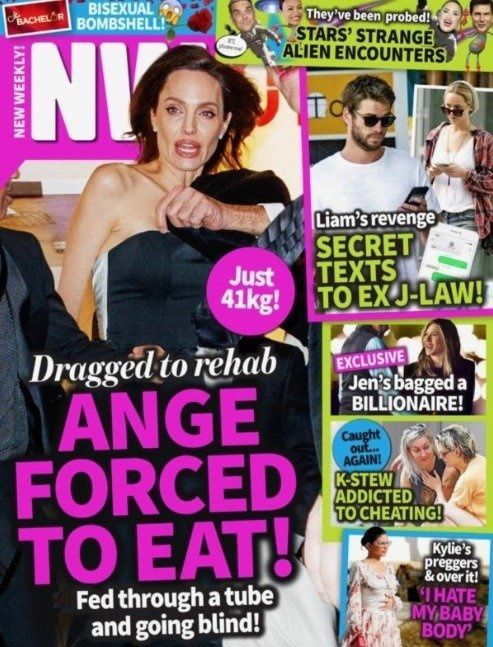 The
BACHELOR
BISEXUAL
BOMBSHELL!
They've been probed!
STARS' STRANGE
ALIEN ENCOUNTERS
NEW WEEKLY!
NW
Liam's revenge
SECRET
TEXTS
TO EX J-LAW!
Just
41kg!
EXCLUSIVE
Jen's bagged a
BILLIONAIRE!
Dragged to rehab
ANGE
FORCED
TO EAT!
Fed through a tube
and going blind!
Caught
out...
AGAIN!
K-STEW
ADDICTED
TO CHEATING!
Kylie's
preggers
& over it!
'I HATE
MY BABY
BODY'